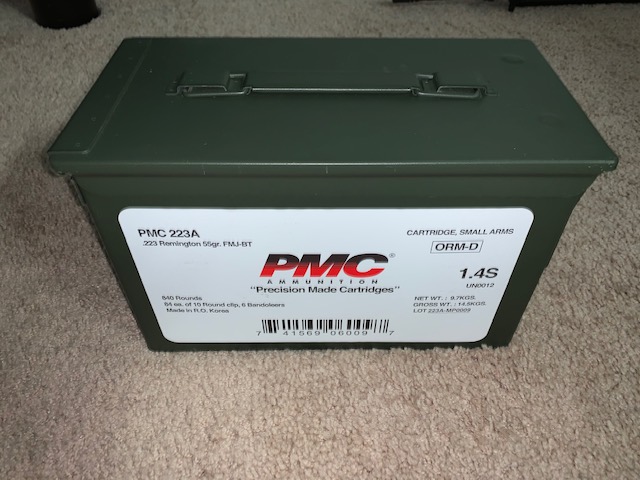 PMC 223A
.223 Remington 55gr. FMJ-BT
CARTRIDGE, SMALL ARMS
ORM-D
PMC®
AMMUNITION
"Precision Made Cartridges"
1.4S
UN0012
840 Rounds
84 ea. of 10 Round clip, 6 Bandoleers
Made in R.O. Korea
NET WT. : 9.7KGS.
GROSS WT. : 14.5KGS.
LOT 223A-MP0009
7 41569 06009 7